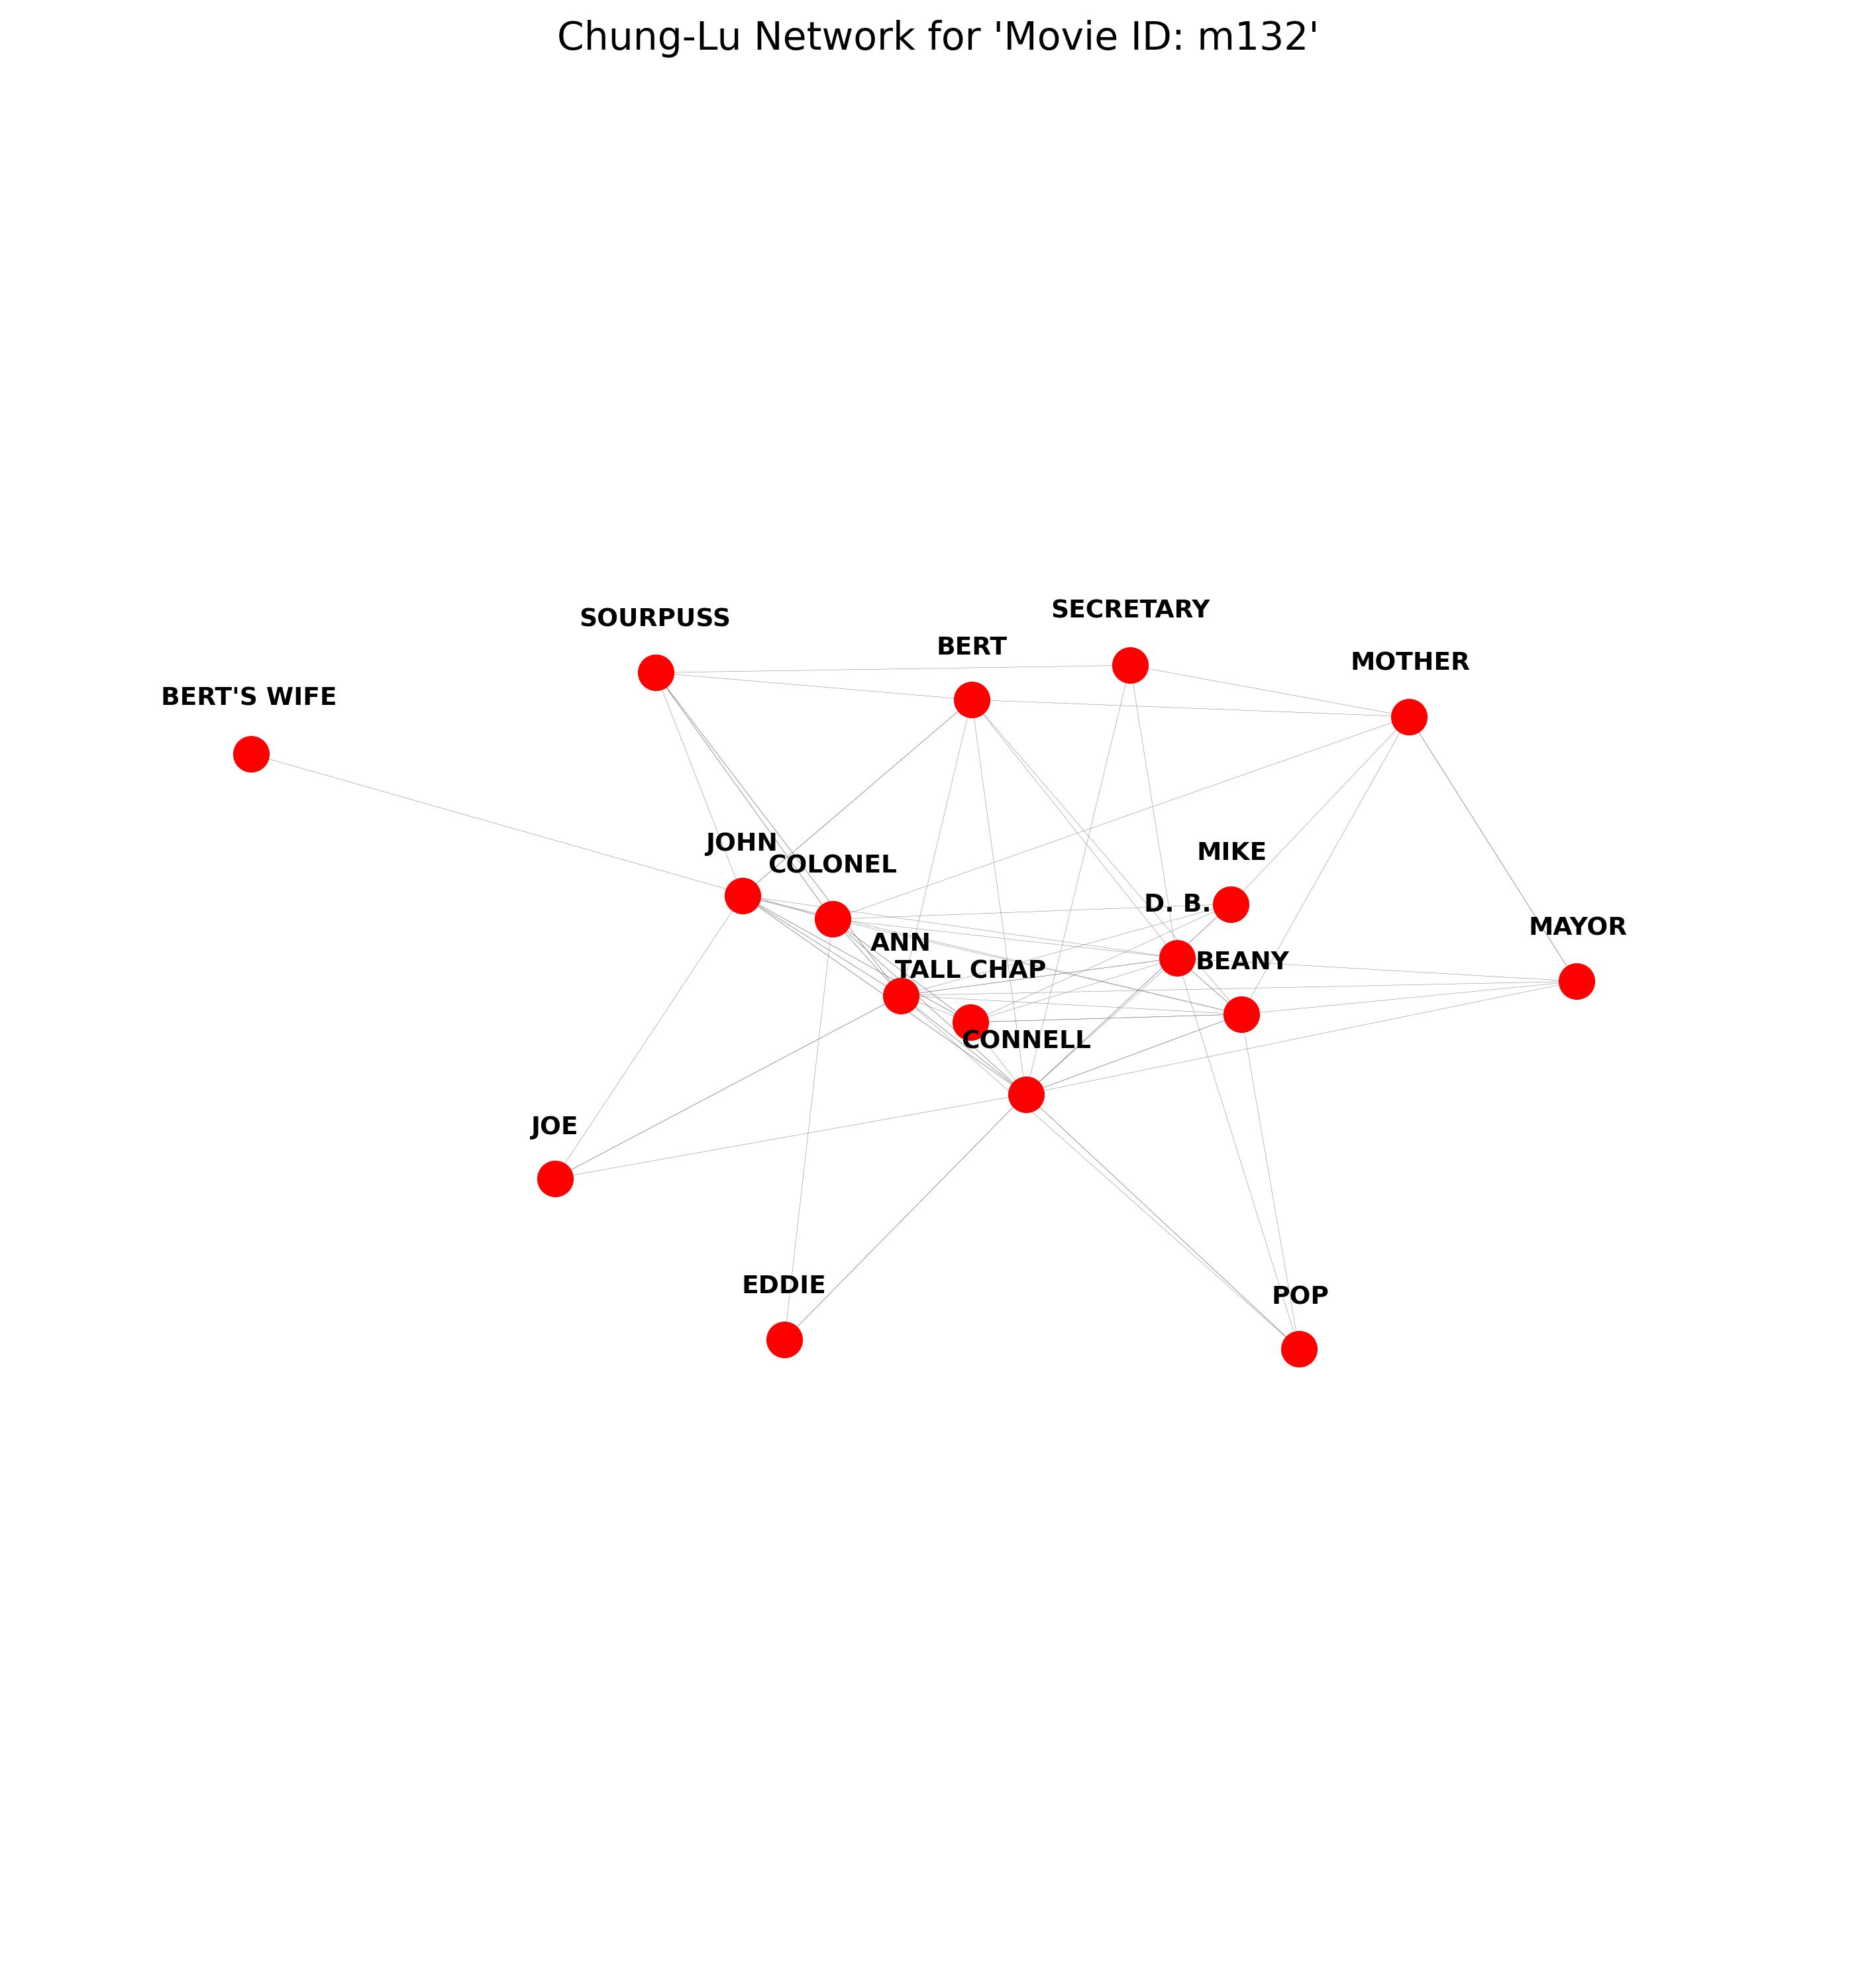 Chung-Lu Network for 'Movie ID: m132'
SECRETARY
SOURPUSS
BERT
MOTHER
BERT'S WIFE
JOHN
MIKE
COLONEL
D. B.
MAYOR
ANN
BEANY
TALL CHAP
CONNELL
JOE
EDDIE
POP